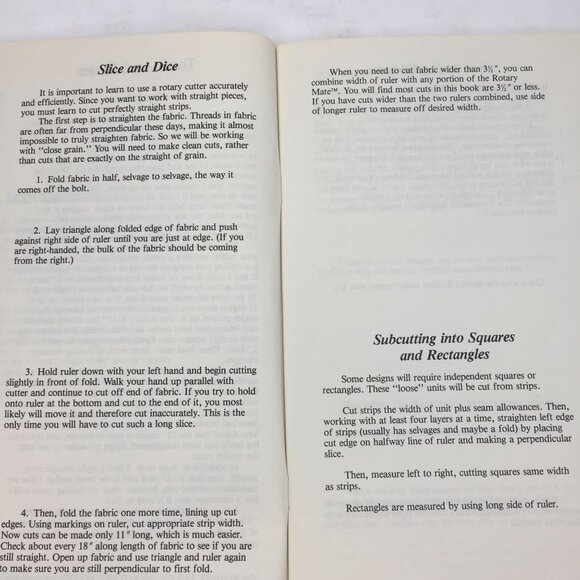 Slice and Dice
It is important to learn to use a rotary cutter accurately
and efficiently. Since you want to work with straight pieces,
you must learn to cut perfectly straight strips.
The first step is to straighten the fabric. Threads in fabric
are often far from perpendicular these days, making it almost
impossible to truly straighten fabric. So we will be working
with "close grain." You will need to make clean cuts, rather
than cuts that are exactly on the straight of grain.
1. Fold fabric in half, selvage to selvage, the way it
comes off the bolt.
2. Lay triangle along folded edge of fabric and push
against right side of ruler until you are just at edge. (If you
are right-handed, the bulk of the fabric should be coming
from the right.)
3. Hold ruler down with your left hand and begin cutting
slightly in front of fold. Walk your hand up parallel with
cutter and continue to cut off end of fabric. If you try to hold
onto ruler at the bottom and cut to the end of it, you most
likely will move it and therefore cut inaccurately. This is the
only time you will have to cut such a long slice.
4. Then, fold the fabric one more time, lining up cut
edges. Using markings on ruler, cut appropriate strip width.
Now cuts can be made only 11" long, which is much easier.
Check about every 18" along length of fabric to see if you are
still straight. Open up fabric and use triangle and ruler again
to make sure you are still perpendicular to first fold.
When you need to cut fabric wider than 3½", you can
combine width of ruler with any portion of the Rotary
Mate™. You will find most cuts in this book are 3½" or less.
If you have cuts wider than the two rulers combined, use side
of longer ruler to measure off desired width.
Subcutting into Squares
and Rectangles
Some designs will require independent squares or
rectangles. These "loose" units will be cut from strips.
Cut strips the width of unit plus seam allowances. Then,
working with at least four layers at a time, straighten left edge
of strips (usually has selvages and maybe a fold) by placing
cut edge on halfway line of ruler and making a perpendicular
slice.
Then, measure left to right, cutting squares same width
as strips.
Rectangles are measured by using long side of ruler.